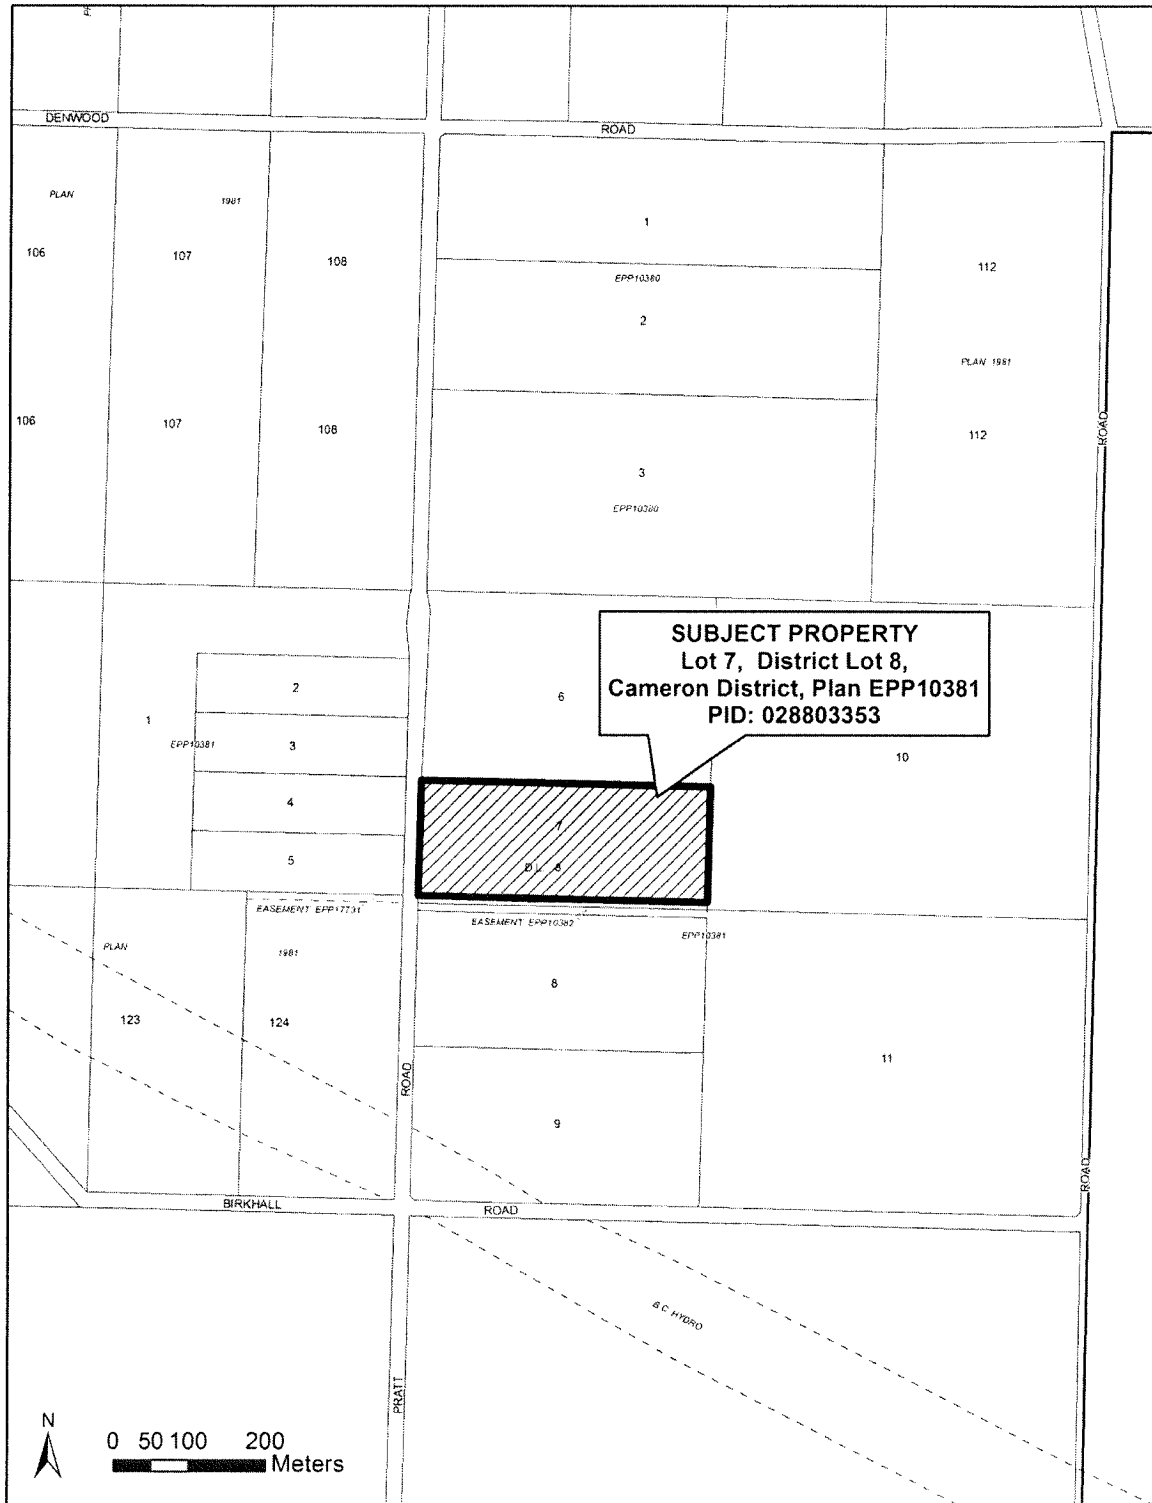 DENWOOD
ROAD
PLAN
1981
106
107
108
1
EPP10380
2
112
PLAN 1981
106
107
108
3
EPP10380
112
ROAD
SUBJECT PROPERTY
Lot 7, District Lot 8,
Cameron District, Plan EPP10381
PID: 028803353
1
EPP10381
2
3
4
5
6
10
7
D L 8
EASEMENT EPP17731
EASEMENT EPP10382
EPP10381
PLAN
1981
123
124
8
9
11
ROAD
ROAD
BIRKHALL
ROAD
B.C. HYDRO
PRATT
N
0 50 100 200
Meters